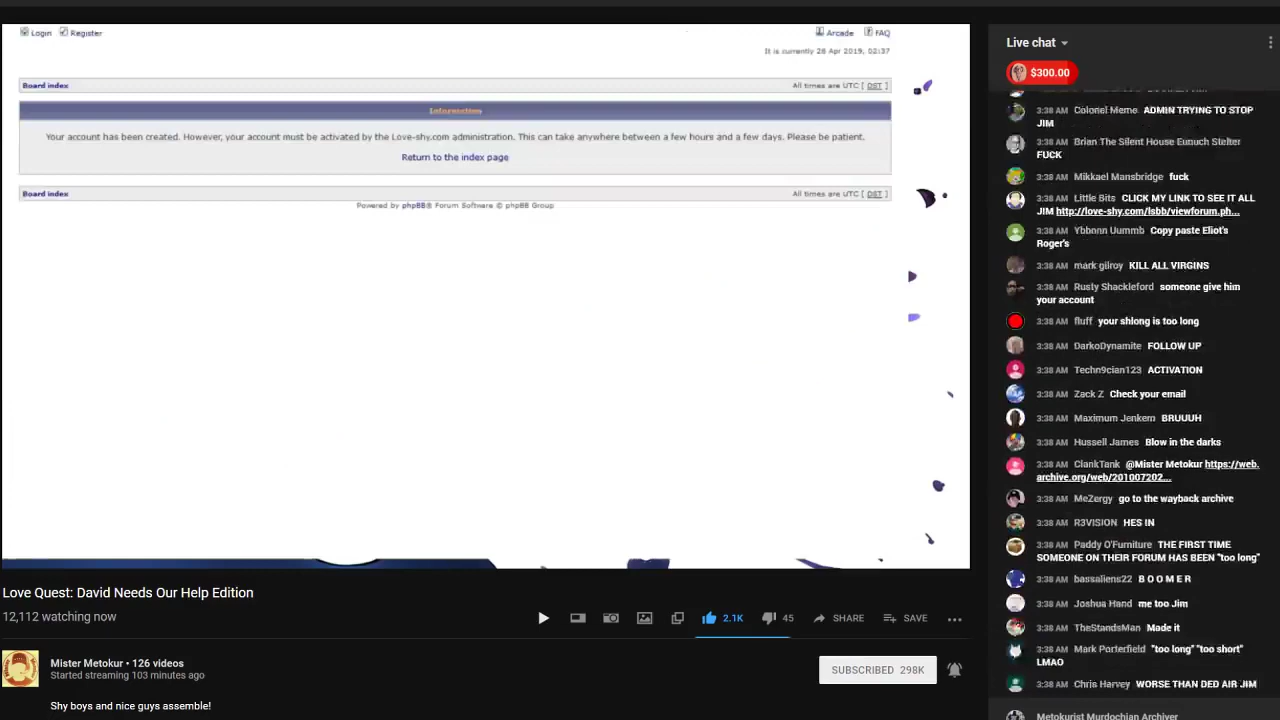 Login Register Arcade FAQ
It is currently 28 Apr 2019, 02:37
Board index All times are UTC [ DST ]
Information
Your account has been created. However, your account must be activated by the Love-shy.com administration. This can take anywhere between a few hours and a few days. Please be patient.
Return to the index page
Board index All times are UTC [ DST ]
Powered by phpBB® Forum Software © phpBB Group
Love Quest: David Needs Our Help Edition
12,112 watching now
2.1K 45 SHARE SAVE
Mister Metokur • 126 videos
Started streaming 103 minutes ago
SUBSCRIBED 298K
Shy boys and nice guys assemble!
Live chat
$300.00
3:38 AM Colonel Meme ADMIN TRYING TO STOP
JIM
3:38 AM Brian The Silent House Eunuch Stelter
FUCK
3:38 AM Mikkael Mansbridge fuck
3:38 AM Little Bits CLICK MY LINK TO SEE IT ALL
JIM http://love-shy.com/lsbb/viewforum.ph...
3:38 AM Ybbonn Uummb Copy paste Eliot's
Roger's
3:38 AM mark gilroy KILL ALL VIRGINS
3:38 AM Rusty Shackleford someone give him
your account
3:38 AM fluff your shlong is too long
3:38 AM DarkoDynamite FOLLOW UP
3:38 AM Techn9cian123 ACTIVATION
3:38 AM Zack Z Check your email
3:38 AM Maximum Jenkem BRUUUH
3:38 AM Hussell James Blow in the darks
3:38 AM ClankTank @Mister Metokur https://web.
archive.org/web/201007202...
3:38 AM MeZergy go to the wayback archive
3:38 AM R3VISION HES IN
3:38 AM Paddy O'Furniture THE FIRST TIME
SOMEONE ON THEIR FORUM HAS BEEN "too long"
3:38 AM bassaliens22 B O O M E R
3:38 AM Joshua Hand me too Jim
3:38 AM TheStandsMan Made it
3:38 AM Mark Porterfield "too long" "too short"
LMAO
3:38 AM Chris Harvey WORSE THAN DED AIR JIM
Metokurist Murdochian Archiver